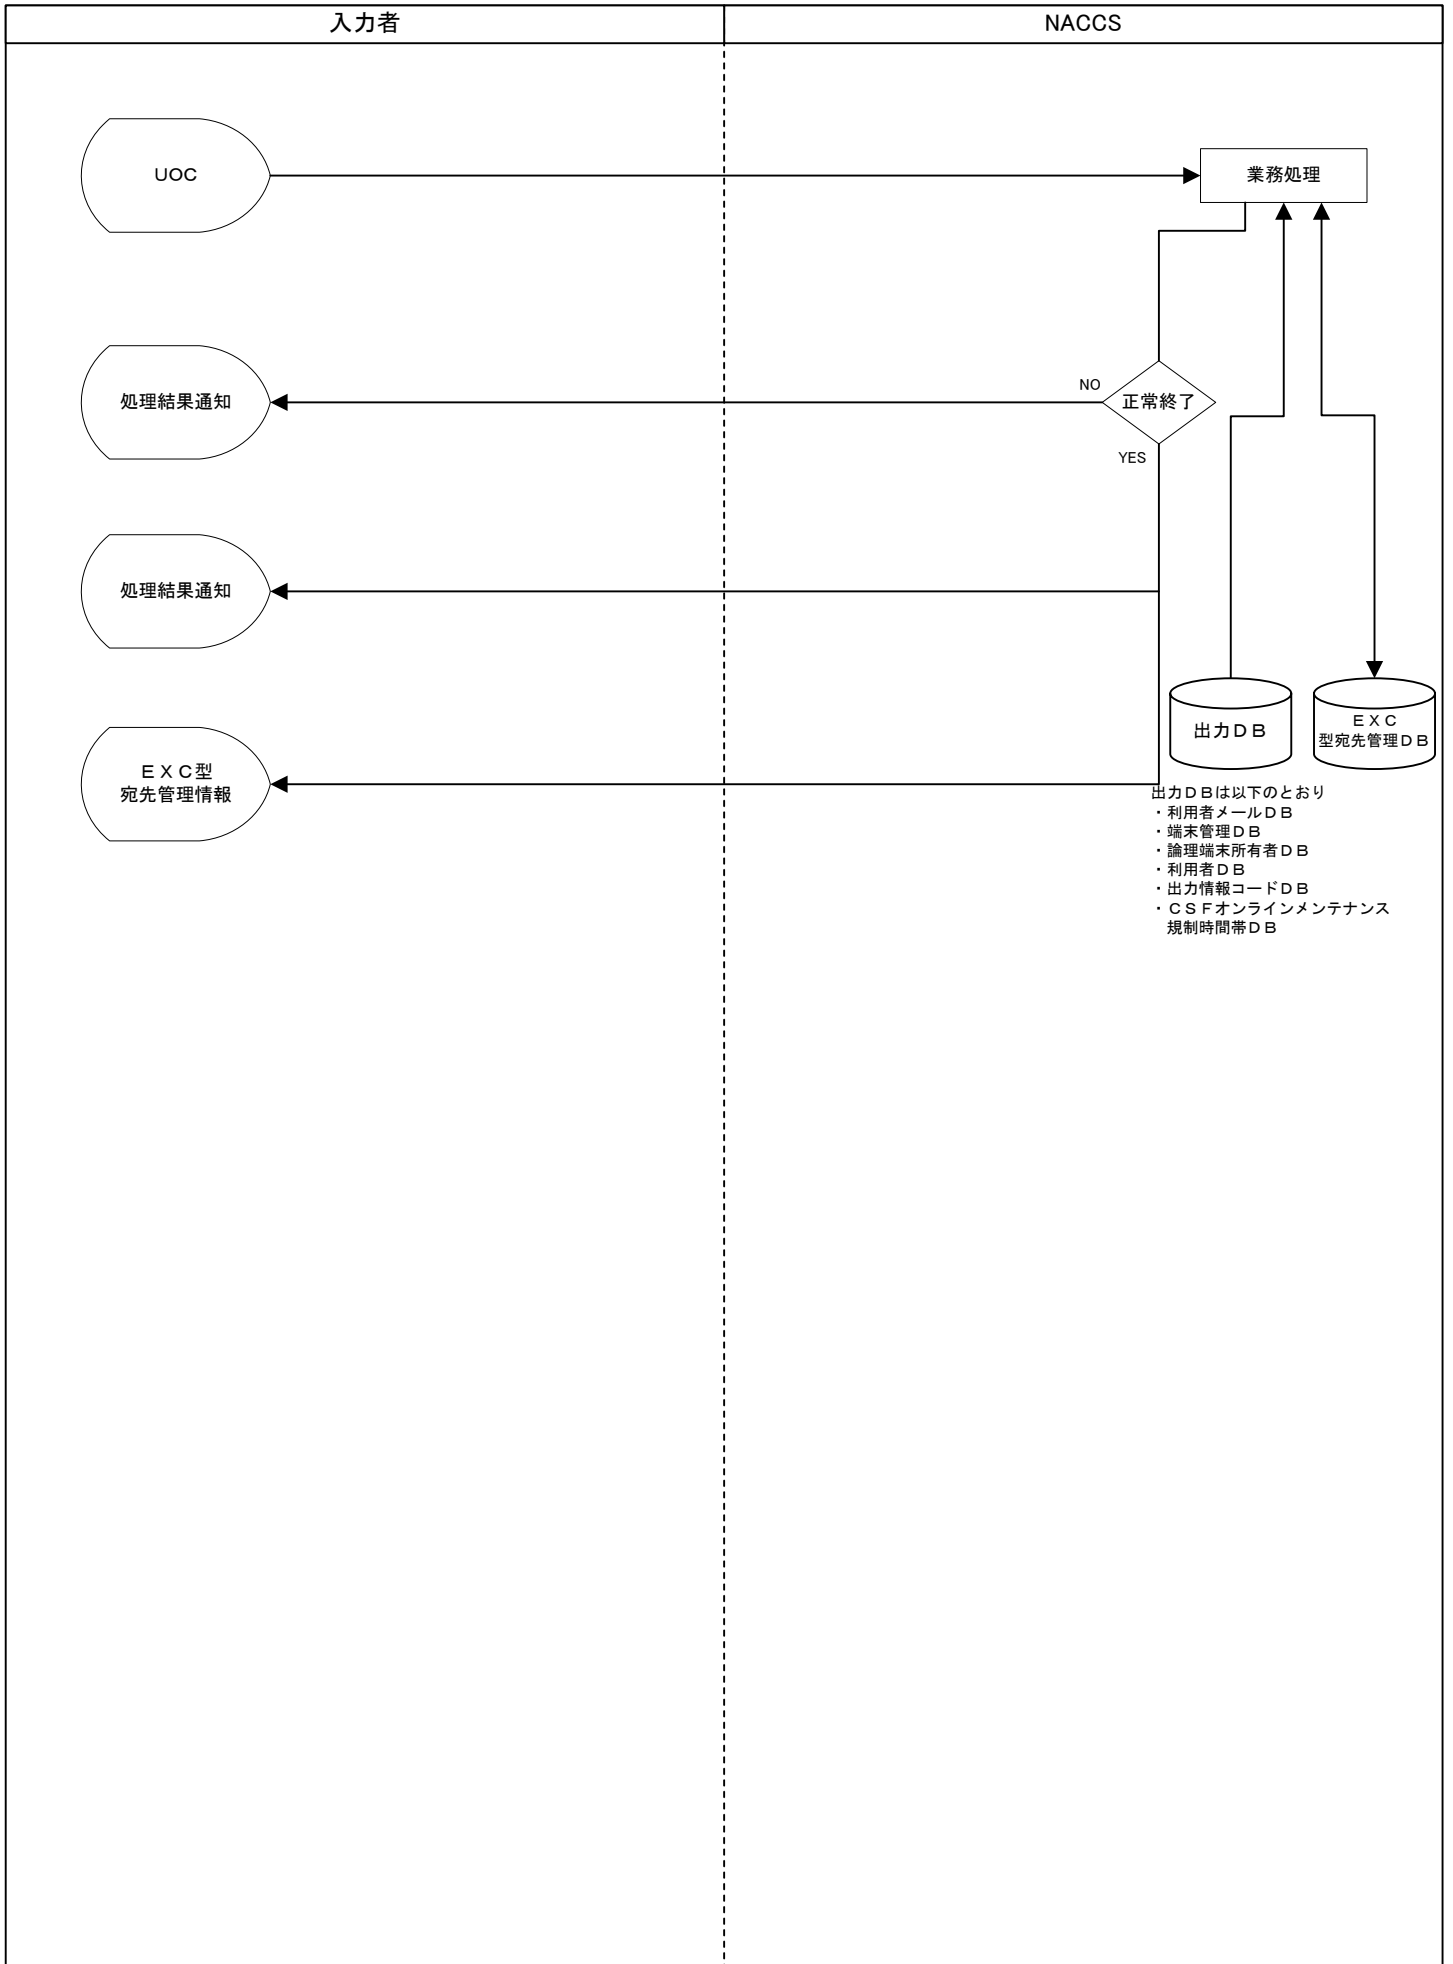 入力者
NACCS
UOC
業務処理
処理結果通知
NO
正常終了
YES
処理結果通知
出力ＤＢ
ＥＸＣ
型宛先管理ＤＢ
ＥＸＣ型
宛先管理情報
出力ＤＢは以下のとおり
・利用者メールＤＢ
・端末管理ＤＢ
・論理端末所有者ＤＢ
・利用者ＤＢ
・出力情報コードＤＢ
・ＣＳＦオンラインメンテナンス
規制時間帯ＤＢ